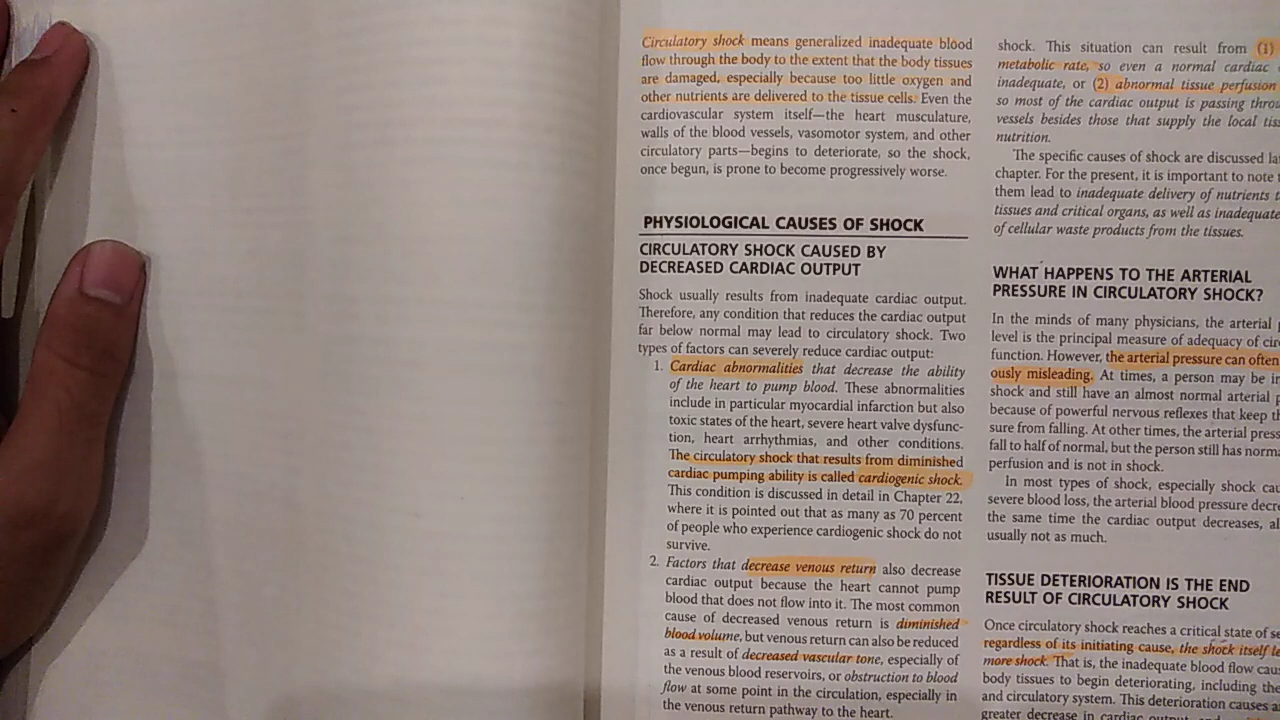 Circulatory shock means generalized inadequate blood
flow through the body to the extent that the body tissues
are damaged, especially because too little oxygen and
other nutrients are delivered to the tissue cells. Even the
cardiovascular system itself—the heart musculature,
walls of the blood vessels, vasomotor system, and other
circulatory parts—begins to deteriorate, so the shock,
once begun, is prone to become progressively worse.
PHYSIOLOGICAL CAUSES OF SHOCK
CIRCULATORY SHOCK CAUSED BY
DECREASED CARDIAC OUTPUT
Shock usually results from inadequate cardiac output.
Therefore, any condition that reduces the cardiac output
far below normal may lead to circulatory shock. Two
types of factors can severely reduce cardiac output:
1. Cardiac abnormalities that decrease the ability
of the heart to pump blood. These abnormalities
include in particular myocardial infarction but also
toxic states of the heart, severe heart valve dysfunc-
tion, heart arrhythmias, and other conditions.
The circulatory shock that results from diminished
cardiac pumping ability is called cardiogenic shock.
This condition is discussed in detail in Chapter 22,
where it is pointed out that as many as 70 percent
of people who experience cardiogenic shock do not
survive.
2. Factors that decrease venous return also decrease
cardiac output because the heart cannot pump
blood that does not flow into it. The most common
cause of decreased venous return is diminished
blood volume, but venous return can also be reduced
as a result of decreased vascular tone, especially of
the venous blood reservoirs, or obstruction to blood
flow at some point in the circulation, especially in
the venous return pathway to the heart.
shock. This situation can result from (1)
metabolic rate, so even a normal cardiac
inadequate, or (2) abnormal tissue perfusion
so most of the cardiac output is passing
vessels besides those that supply the local
nutrition.
The specific causes of shock are discussed
chapter. For the present, it is important to note
them lead to inadequate delivery of nutrients
tissues and critical organs, as well as inadequate
of cellular waste products from the tissues.
WHAT HAPPENS TO THE ARTERIAL
PRESSURE IN CIRCULATORY SHOCK?
In the minds of many physicians, the arterial
level is the principal measure of adequacy of
function. However, the arterial pressure can often
ously misleading. At times, a person may be in
shock and still have an almost normal arterial
because of powerful nervous reflexes that keep
sure from falling. At other times, the arterial
fall to half of normal, but the person still has
perfusion and is not in shock.
In most types of shock, especially shock
severe blood loss, the arterial blood pressure
the same time the cardiac output decreases,
usually not as much.
TISSUE DETERIORATION IS THE END
RESULT OF CIRCULATORY SHOCK
Once circulatory shock reaches a critical state of
regardless of its initiating cause, the shock itself
more shock. That is, the inadequate blood flow
body tissues to begin deteriorating, including the
and circulatory system. This deterioration causes
greater decrease in cardiac